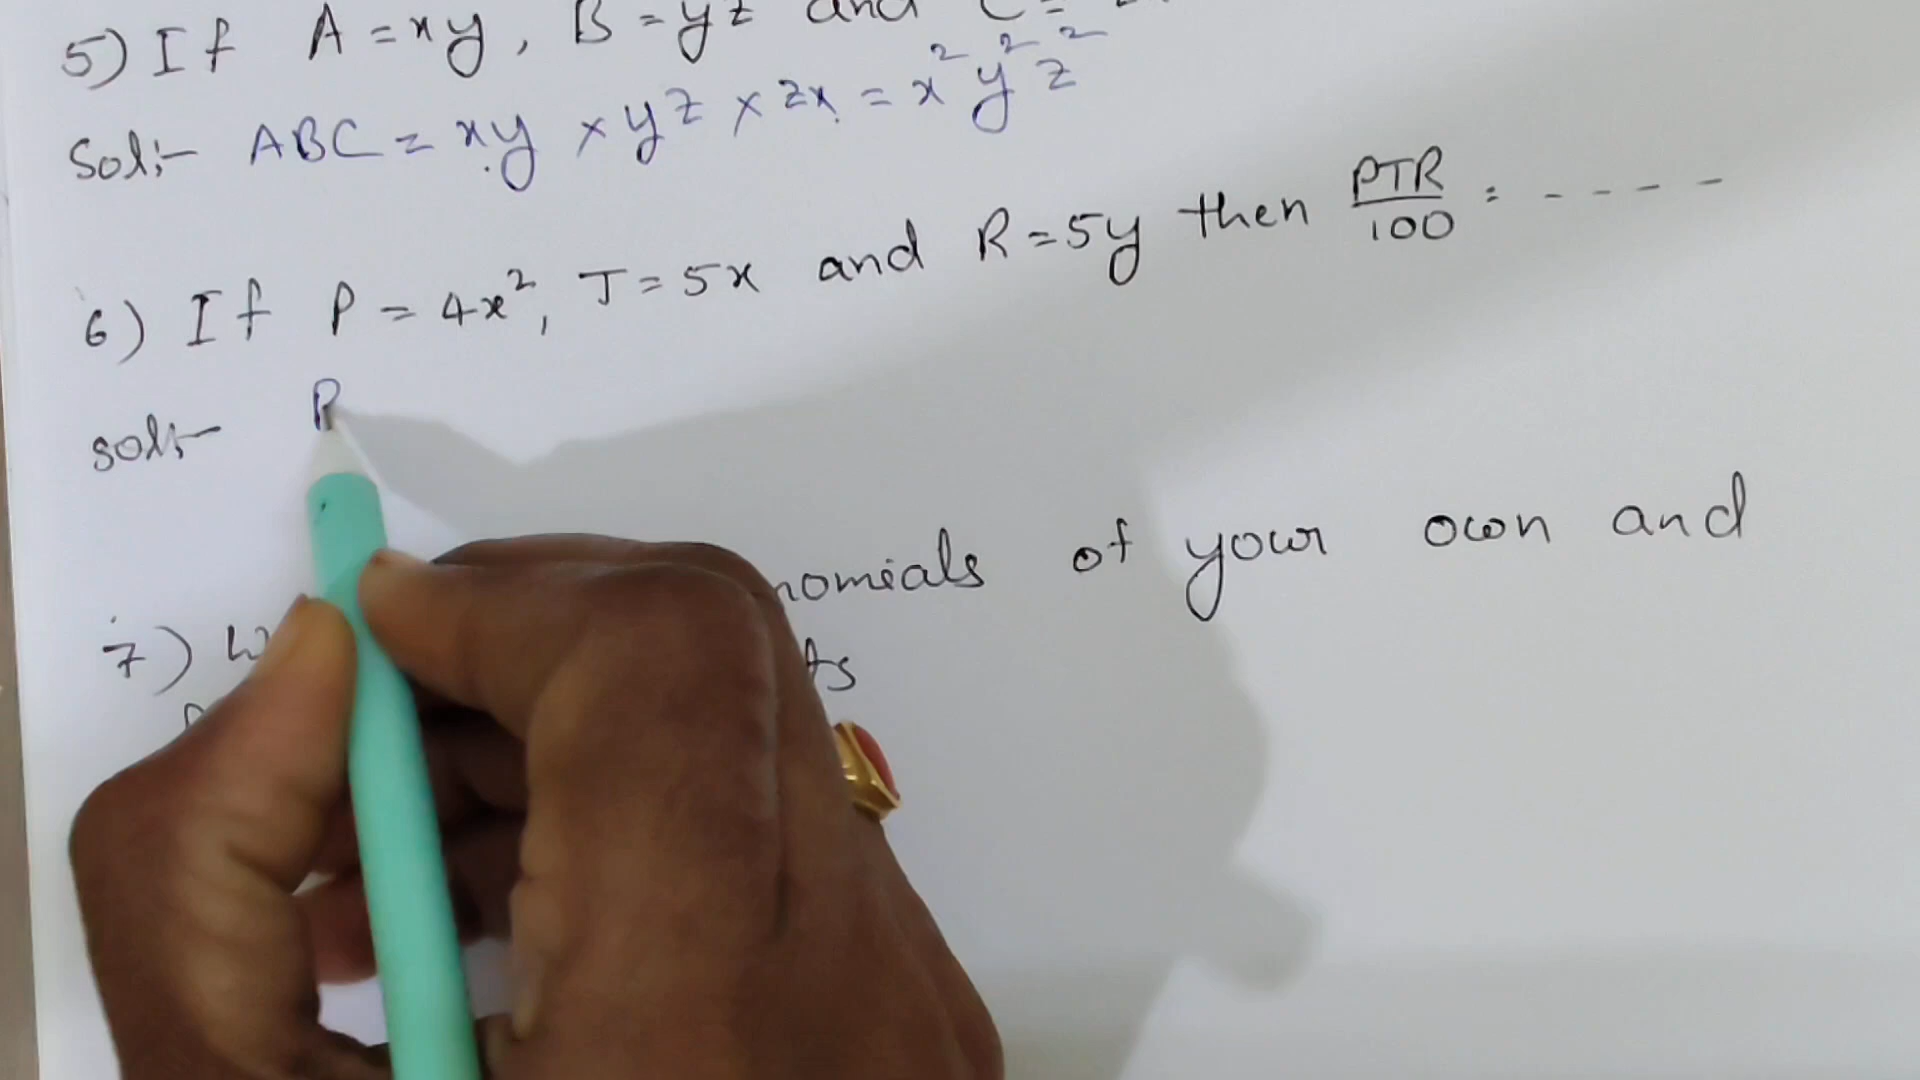 5) If A = xy, B = yz and C =
Sol:- ABC = xy × yz × zx = x²y²z²
6) If P = 4x², T = 5x and R = 5y then PTR/100 = - - - -
sol:- P
7) nomials of your own and